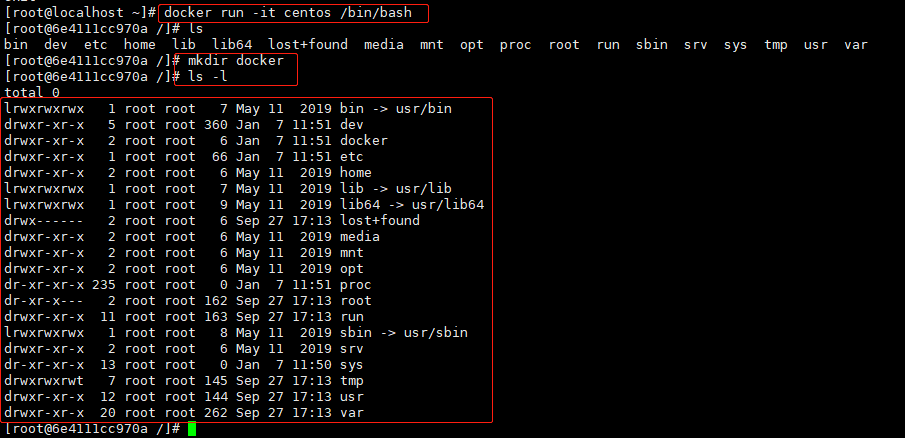 [root@localhost ~]# docker run -it centos /bin/bash
[root@6e4111cc970a /]# ls
bin  dev  etc  home  lib  lib64  lost+found  media  mnt  opt  proc  root  run  sbin  srv  sys  tmp  usr  var
[root@6e4111cc970a /]# mkdir docker
[root@6e4111cc970a /]# ls -l
total 0
lrwxrwxrwx   1 root root   7 May 11  2019 bin -> usr/bin
drwxr-xr-x   5 root root 360 Jan  7 11:51 dev
drwxr-xr-x   2 root root   6 Jan  7 11:51 docker
drwxr-xr-x   1 root root  66 Jan  7 11:51 etc
drwxr-xr-x   2 root root   6 May 11  2019 home
lrwxrwxrwx   1 root root   7 May 11  2019 lib -> usr/lib
lrwxrwxrwx   1 root root   9 May 11  2019 lib64 -> usr/lib64
drwx------   2 root root   6 Sep 27 17:13 lost+found
drwxr-xr-x   2 root root   6 May 11  2019 media
drwxr-xr-x   2 root root   6 May 11  2019 mnt
drwxr-xr-x   2 root root   6 May 11  2019 opt
dr-xr-xr-x 235 root root   0 Jan  7 11:51 proc
dr-xr-x---   2 root root 162 Sep 27 17:13 root
drwxr-xr-x  11 root root 163 Sep 27 17:13 run
lrwxrwxrwx   1 root root   8 May 11  2019 sbin -> usr/sbin
drwxr-xr-x   2 root root   6 May 11  2019 srv
dr-xr-xr-x  13 root root   0 Jan  7 11:50 sys
drwxrwxrwt   7 root root 145 Sep 27 17:13 tmp
drwxr-xr-x  12 root root 144 Sep 27 17:13 usr
drwxr-xr-x  20 root root 262 Sep 27 17:13 var
[root@6e4111cc970a /]#